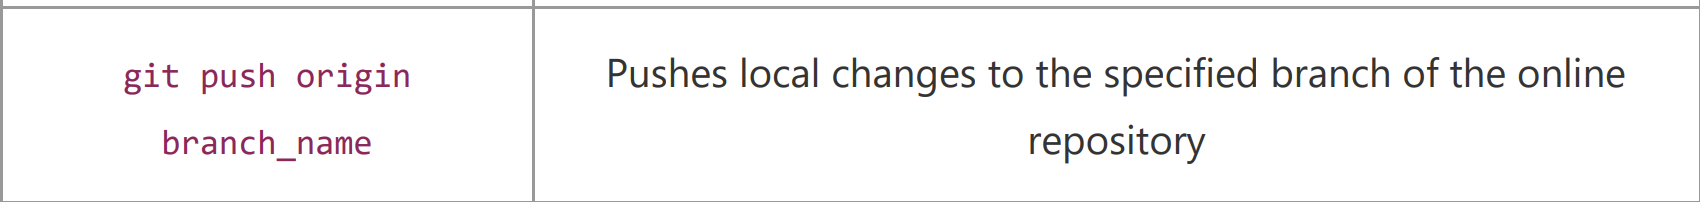 git push origin
branch_name
Pushes local changes to the specified branch of the online
repository